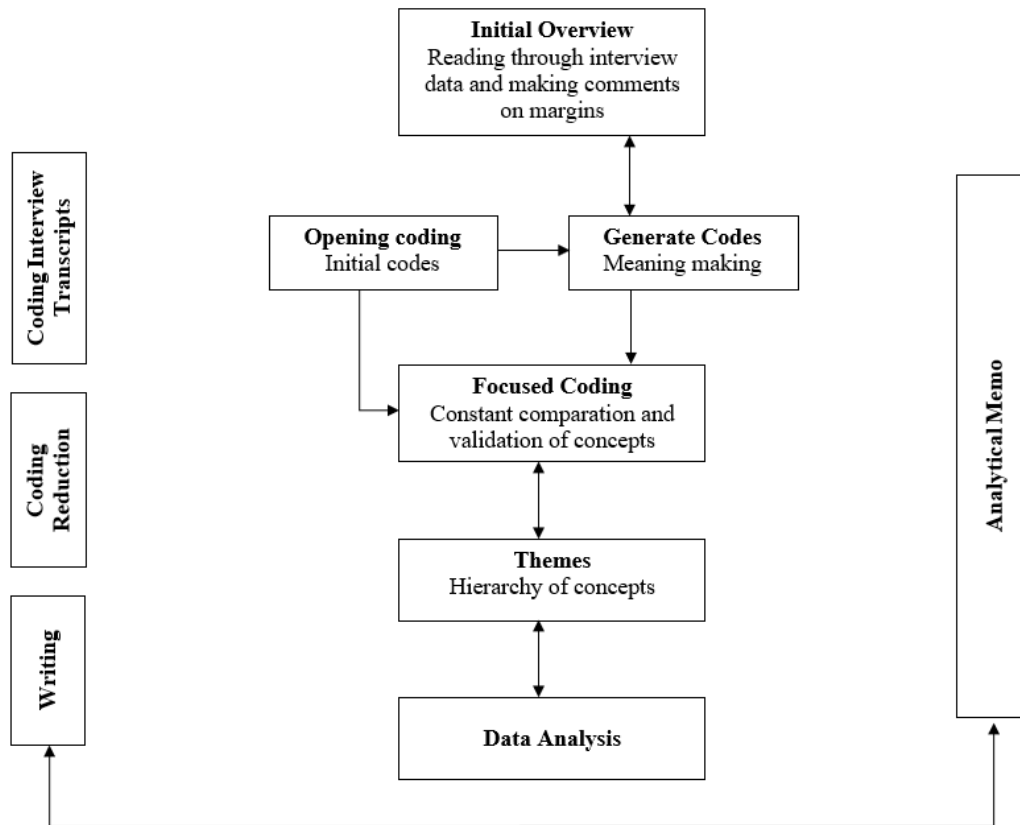 Initial Overview
Reading through interview
data and making comments
on margins
Coding Interview
Transcripts
Opening coding
Initial codes
Generate Codes
Meaning making
Focused Coding
Constant comparation and
validation of concepts
Coding
Reduction
Analytical Memo
Themes
Hierarchy of concepts
Writing
Data Analysis